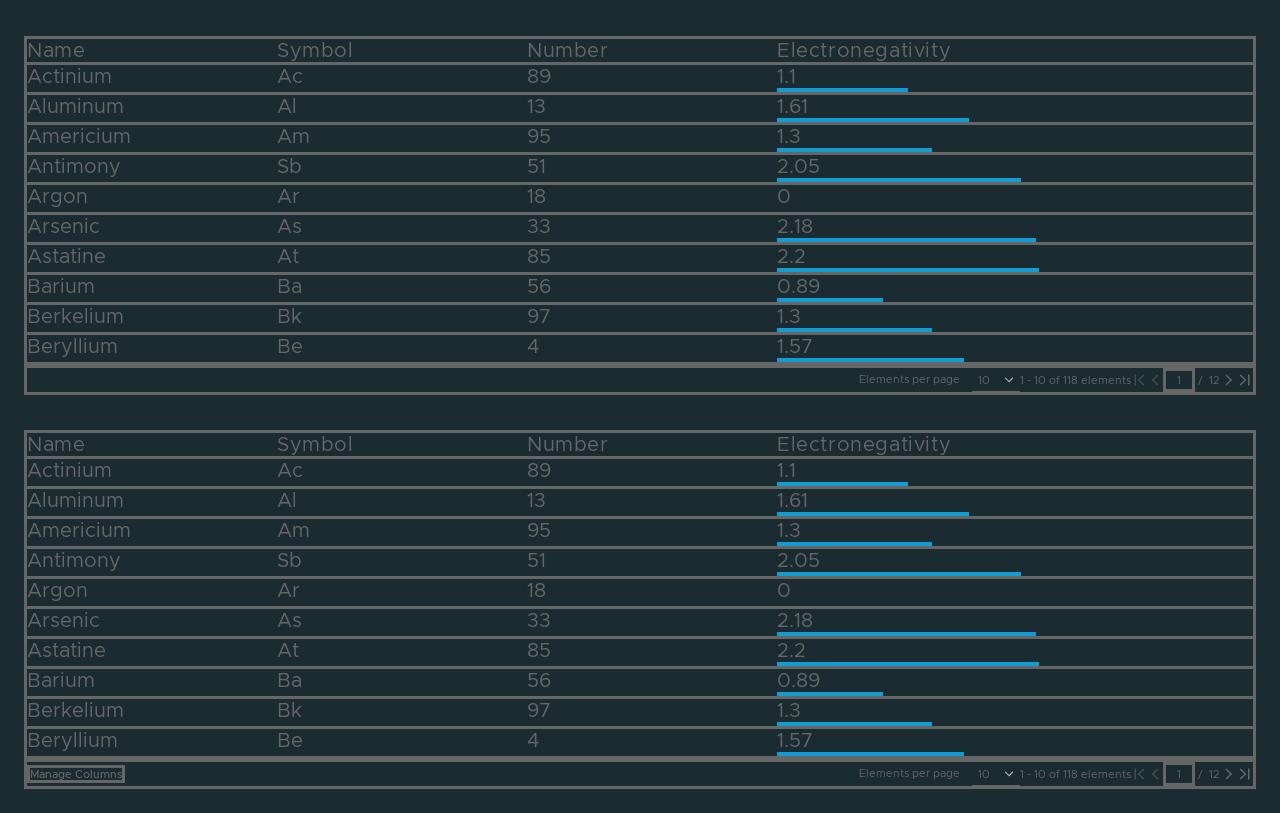 Name Symbol Number Electronegativity
Actinium Ac 89 1.1
Aluminum Al 13 1.61
Americium Am 95 1.3
Antimony Sb 51 2.05
Argon Ar 18 0
Arsenic As 33 2.18
Astatine At 85 2.2
Barium Ba 56 0.89
Berkelium Bk 97 1.3
Beryllium Be 4 1.57
Elements per page 10 1 - 10 of 118 elements 1 / 12
Name Symbol Number Electronegativity
Actinium Ac 89 1.1
Aluminum Al 13 1.61
Americium Am 95 1.3
Antimony Sb 51 2.05
Argon Ar 18 0
Arsenic As 33 2.18
Astatine At 85 2.2
Barium Ba 56 0.89
Berkelium Bk 97 1.3
Beryllium Be 4 1.57
Manage Columns Elements per page 10 1 - 10 of 118 elements 1 / 12